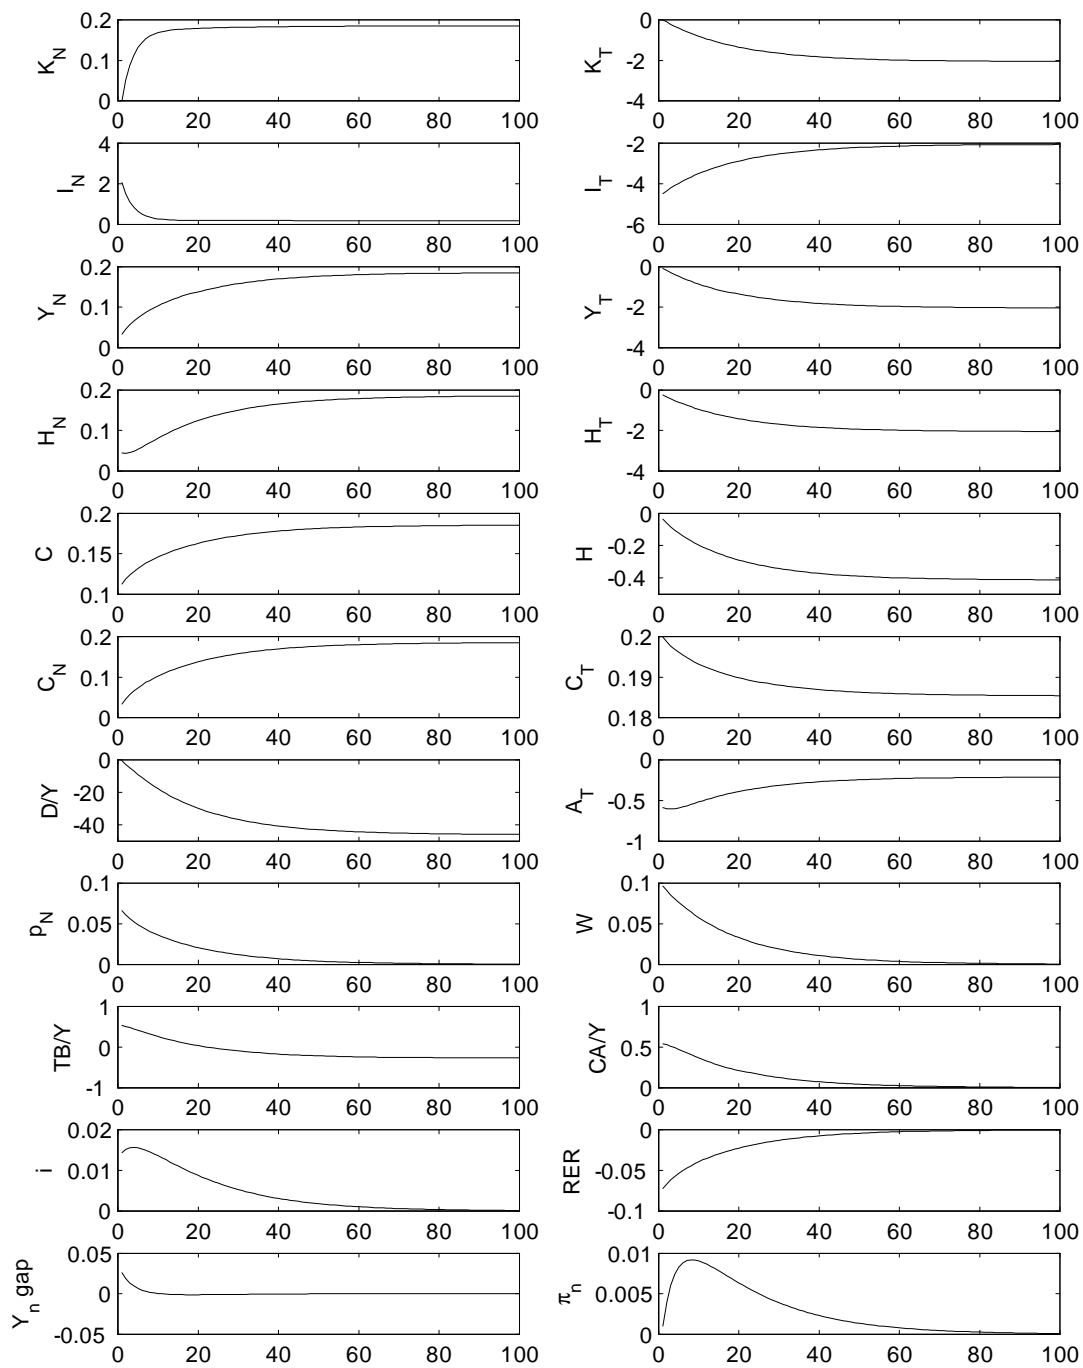 0.2
0.1
0
K_N
0 20 40 60 80 100
0
-2
-4
K_T
0 20 40 60 80 100
4
2
0
I_N
0 20 40 60 80 100
-2
-4
-6
I_T
0 20 40 60 80 100
0.2
0.1
0
Y_N
0 20 40 60 80 100
0
-2
-4
Y_T
0 20 40 60 80 100
0.2
0.1
0
H_N
0 20 40 60 80 100
0
-2
-4
H_T
0 20 40 60 80 100
0.2
0.15
0.1
C
0 20 40 60 80 100
0
-0.2
-0.4
H
0 20 40 60 80 100
0.2
0.1
0
C_N
0 20 40 60 80 100
0.2
0.19
0.18
C_T
0 20 40 60 80 100
0
-20
-40
D/Y
0 20 40 60 80 100
0
-0.5
-1
A_T
0 20 40 60 80 100
0.1
0.05
0
p_N
0 20 40 60 80 100
0.1
0.05
0
W
0 20 40 60 80 100
1
0
-1
TB/Y
0 20 40 60 80 100
1
0.5
0
CA/Y
0 20 40 60 80 100
0.02
0.01
0
i
0 20 40 60 80 100
0
-0.05
-0.1
RER
0 20 40 60 80 100
0.05
0
-0.05
Y_n gap
0 20 40 60 80 100
0.01
0.005
0
π_n
0 20 40 60 80 100